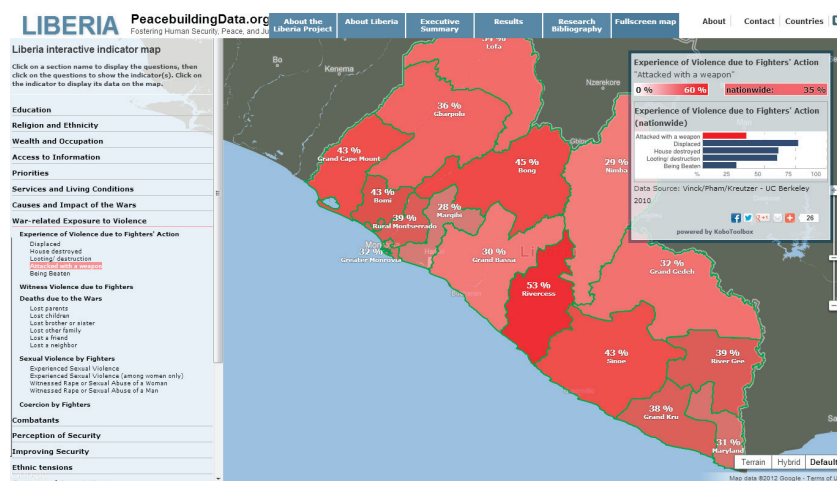 LIBERIA
PeacebuildingData.org
Fostering Human Security, Peace, and Ju
About the
Liberia Project
About Liberia
Executive
Summary
Results
Research
Bibliography
Fullscreen map
About
Contact
Countries
Liberia interactive indicator map
Click on a section name to display the questions, then
click on the questions to show the indicator(s). Click on
the indicator to display its data on the map.
Education
Religion and Ethnicity
Wealth and Occupation
Access to Information
Priorities
Services and Living Conditions
Causes and Impact of the Wars
War-related Exposure to Violence
Experience of Violence due to Fighters' Action
Displaced
House destroyed
Looting/ destruction
Attacked with a weapon
Being Beaten
Witness Violence due to Fighters
Deaths due to the Wars
Lost parents
Lost children
Lost brother or sister
Lost other family
Lost a friend
Lost a neighbor
Sexual Violence by Fighters
Experienced Sexual Violence
Experienced Sexual Violence (among women only)
Witnessed Rape or Sexual Abuse of a Woman
Witnessed Rape or Sexual Abuse of a Man
Coercion by Fighters
Combatants
Perception of Security
Improving Security
Ethnic tensions
Bo
Kenema
Nzerekore
Lofa
36 %
Gbarpolu
43 %
Grand Cape Mount
45 %
Bong
29 %
Nimba
43 %
Bomi
28 %
Margibi
39 %
Rural Montserrado
32 %
Greater Monrovia
30 %
Grand Bassa
Li
32 %
Grand Gedeh
53 %
Rivercess
43 %
Sinoe
39 %
River Gee
38 %
Grand Kru
31 %
Maryland
Experience of Violence due to Fighters' Action
"Attacked with a weapon"
0 % 60 % nationwide: 35 %
Experience of Violence due to Fighters' Action
(nationwide)
Attacked with a weapon
Displaced
House destroyed
Looting/ destruction
Being Beaten
% 25 50 75 100
Data Source: Vinck/Pham/Kreutzer - UC Berkeley
2010
26
powered by KoboToolbox
Terrain Hybrid Default
Map data ©2012 Google - Terms of U